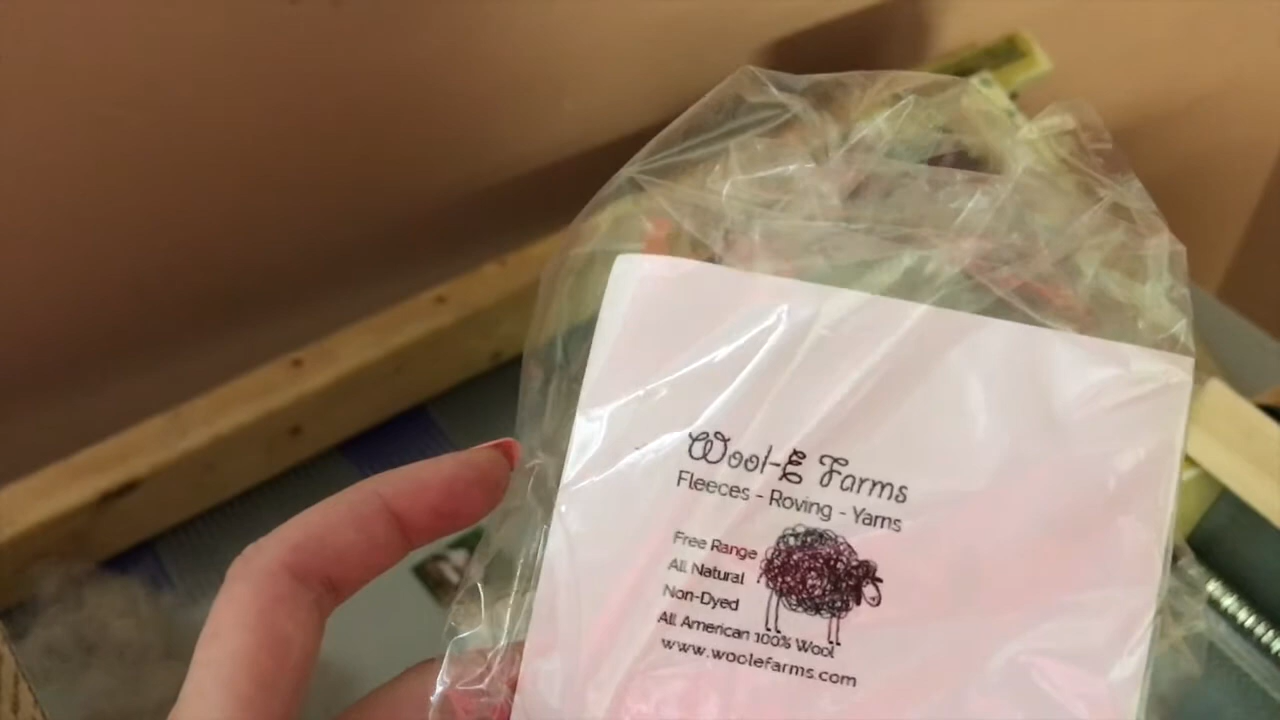 Wool-E Farms
Fleeces - Roving - Yarns
Free Range
All Natural
Non-Dyed
All American 100% Wool
www.woolefarms.com